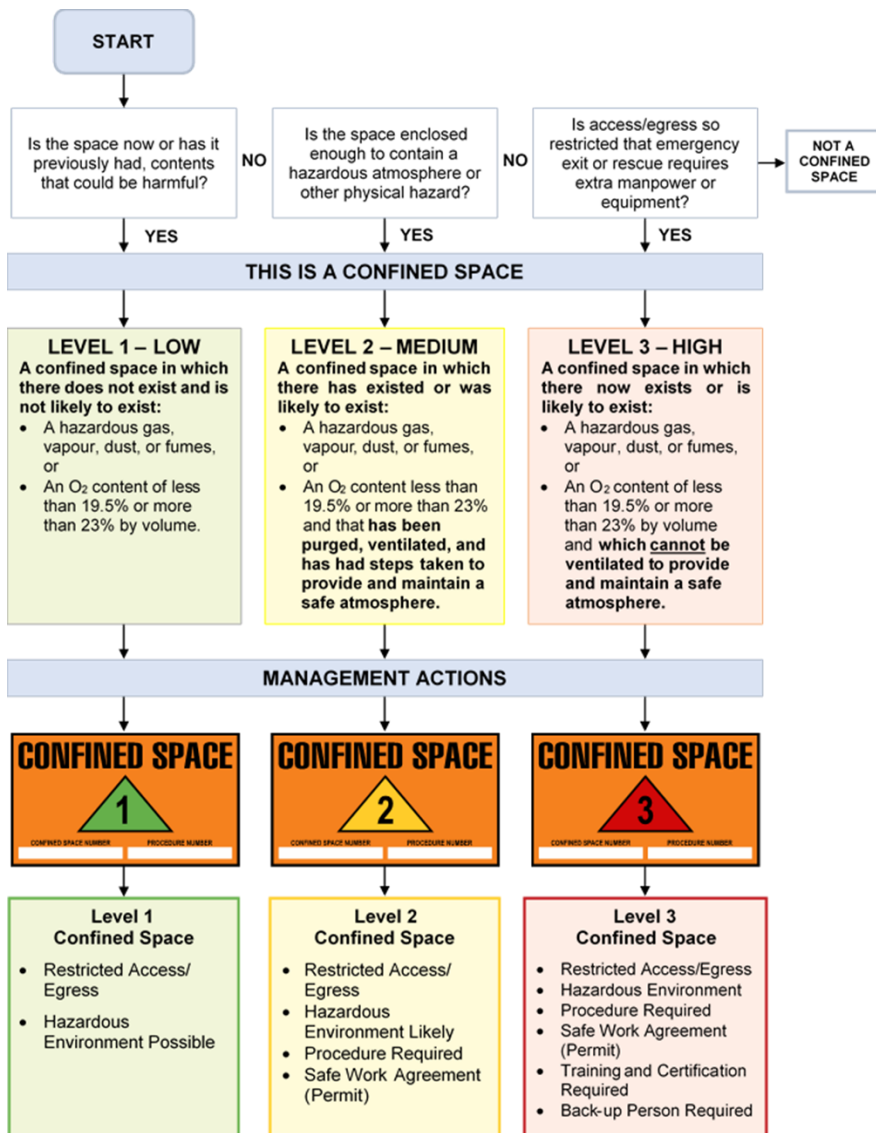 START
Is the space now or has it
previously had, contents
that could be harmful?
NO
Is the space enclosed
enough to contain a
hazardous atmosphere or
other physical hazard?
NO
Is access/egress so
restricted that emergency
exit or rescue requires
extra manpower or
equipment?
NOT A
CONFINED
SPACE
YES
YES
YES
THIS IS A CONFINED SPACE
LEVEL 1 – LOW
A confined space in which
there does not exist and is
not likely to exist:
• A hazardous gas,
vapour, dust, or fumes,
or
• An O₂ content of less
than 19.5% or more
than 23% by volume.
LEVEL 2 – MEDIUM
A confined space in which
there has existed or was
likely to exist:
• A hazardous gas,
vapour, dust, or fumes,
or
• An O₂ content less than
19.5% or more than 23%
and that has been
purged, ventilated, and
has had steps taken to
provide and maintain a
safe atmosphere.
LEVEL 3 – HIGH
A confined space in which
there now exists or is
likely to exist:
• A hazardous gas,
vapour, dust, or fumes,
or
• An O₂ content of less
than 19.5% or more
than 23% by volume
and which cannot be
ventilated to provide
and maintain a safe
atmosphere.
MANAGEMENT ACTIONS
CONFINED SPACE
1
CONFINED SPACE NUMBER
PROCEDURE NUMBER
CONFINED SPACE
2
CONFINED SPACE NUMBER
PROCEDURE NUMBER
CONFINED SPACE
3
CONFINED SPACE NUMBER
PROCEDURE NUMBER
Level 1
Confined Space
• Restricted Access/
Egress
• Hazardous
Environment Possible
Level 2
Confined Space
• Restricted Access/
Egress
• Hazardous
Environment Likely
• Procedure Required
• Safe Work Agreement
(Permit)
Level 3
Confined Space
• Restricted Access/Egress
• Hazardous Environment
• Procedure Required
• Safe Work Agreement
(Permit)
• Training and Certification
Required
• Back-up Person Required